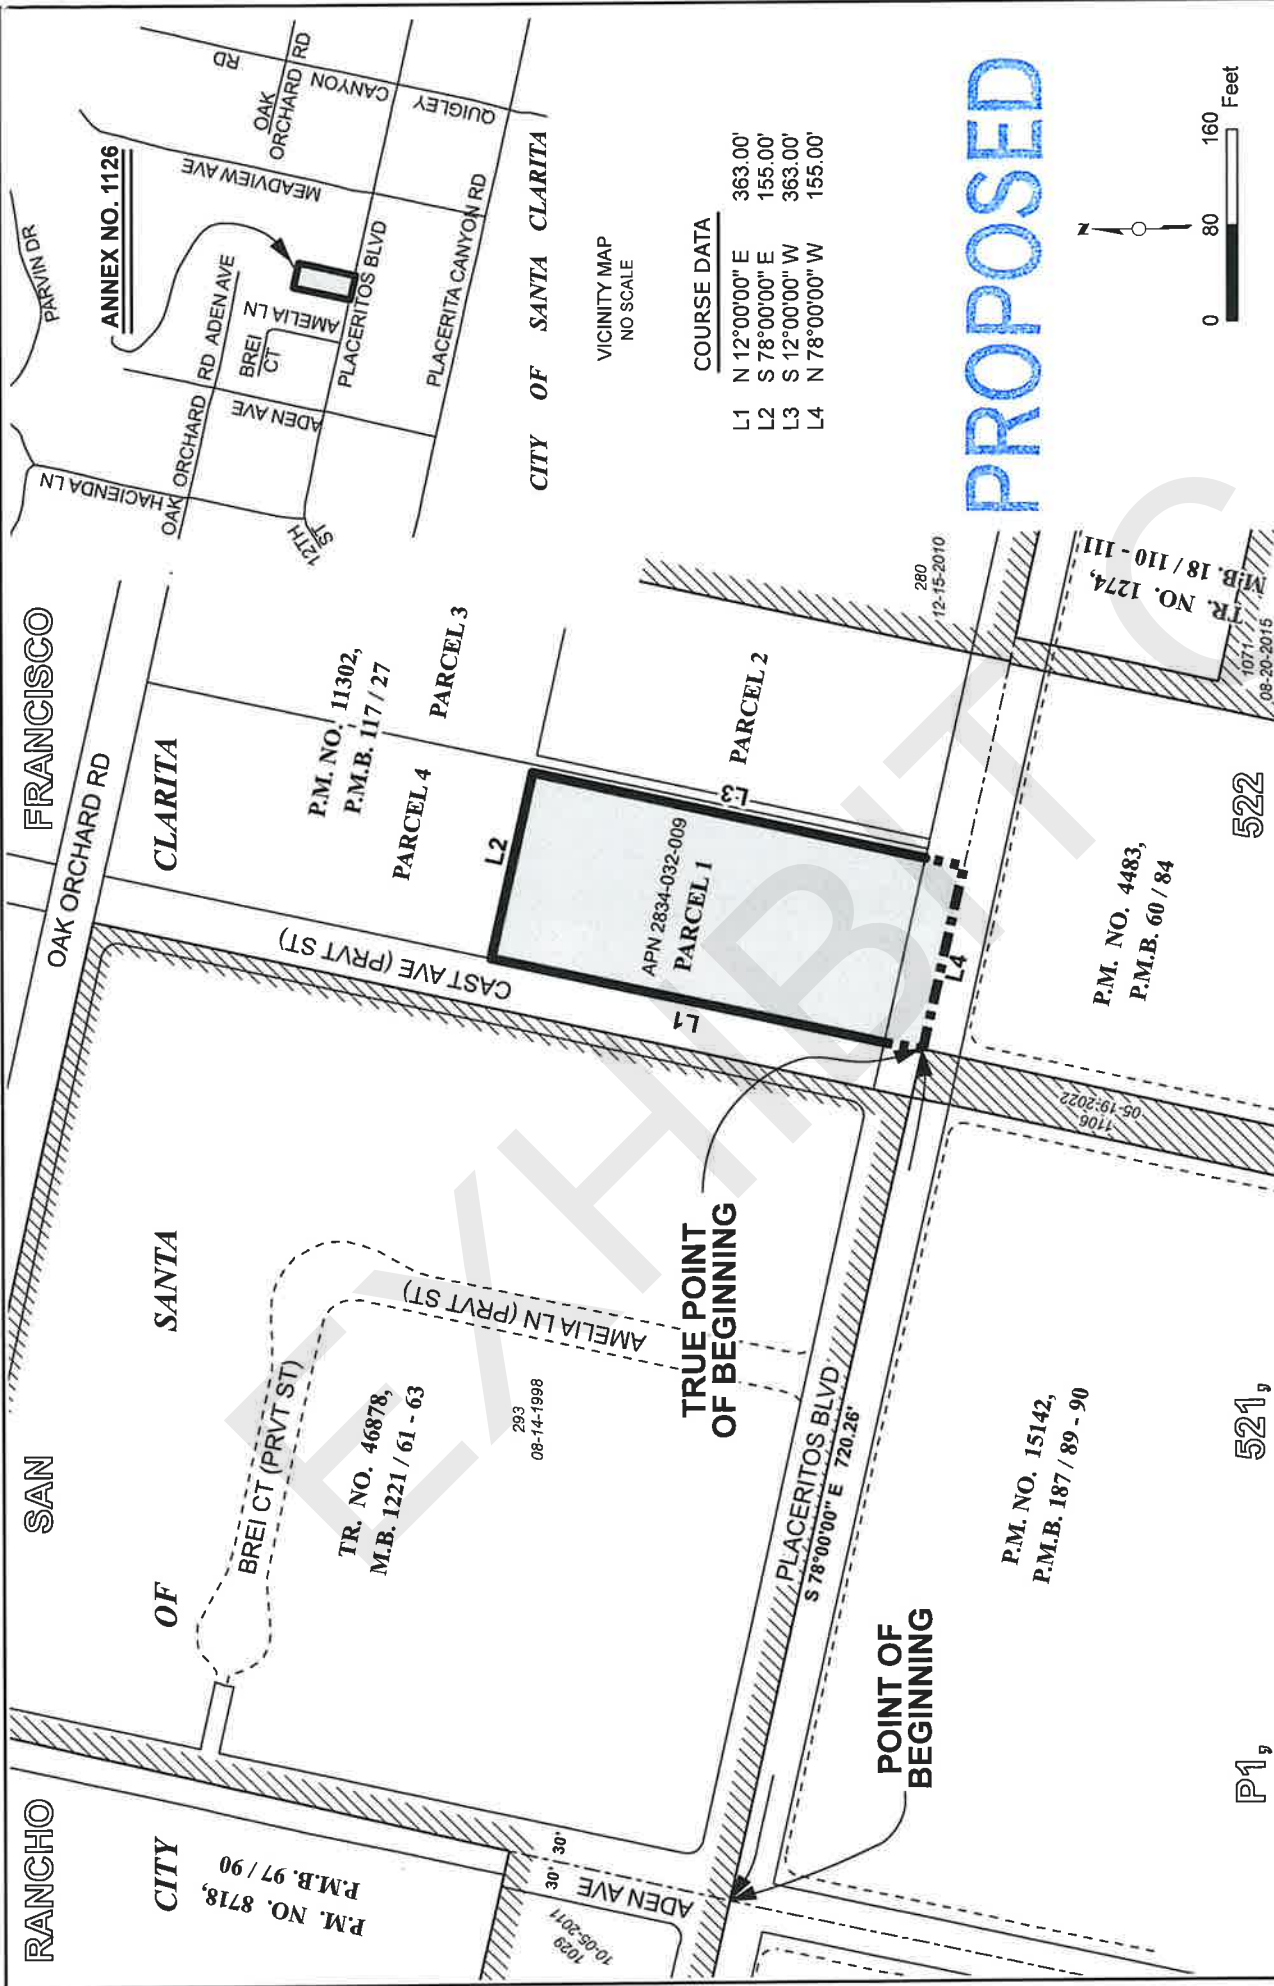 RANCHO SAN FRANCISCO
CITY OF SANTA CLARITA
P.M. NO. 8718,
P.M.B. 97 / 90
OAK ORCHARD RD
BREI CT (PRVT ST)
AMELIA LN (PRVT ST)
TR. NO. 46878,
M.B. 1221 / 61 - 63
293
08-14-1998
CAST AVE (PRVT ST)
P.M. NO. 11302,
P.M.B. 117 / 27
PARCEL 4
PARCEL 3
PARCEL 2
L2
L1
L3
L4
APN 2834-032-009
PARCEL 1
TRUE POINT
OF BEGINNING
30' 30'
ADEN AVE
1029
10-05-2011
POINT OF
BEGINNING
PLACERITOS BLVD
S 78°00'00" E 720.26'
P.M. NO. 15142,
P.M.B. 187 / 89 - 90
1106
05-19-2022
P.M. NO. 4483,
P.M.B. 60 / 84
280
12-15-2010
TR. NO. 1274,
M.B. 18 / 110 - 111
1071
08-20-2015
P1, 521, 522
EXHIBIT C
ANNEX NO. 1126
PARVIN DR
HACIENDA LN
OAK ORCHARD RD
ADEN AVE
12TH
ST
ADEN AVE
BREI
CT
AMELIA LN
MEADVIEW AVE
OAK
ORCHARD RD
QUIGLEY CANYON RD
PLACERITOS BLVD
PLACERITA CANYON RD
CITY OF SANTA CLARITA
VICINITY MAP
NO SCALE
COURSE DATA
L1 N 12°00'00" E 363.00'
L2 S 78°00'00" E 155.00'
L3 S 12°00'00" W 363.00'
L4 N 78°00'00" W 155.00'
PROPOSED
N
0 80 160
Feet